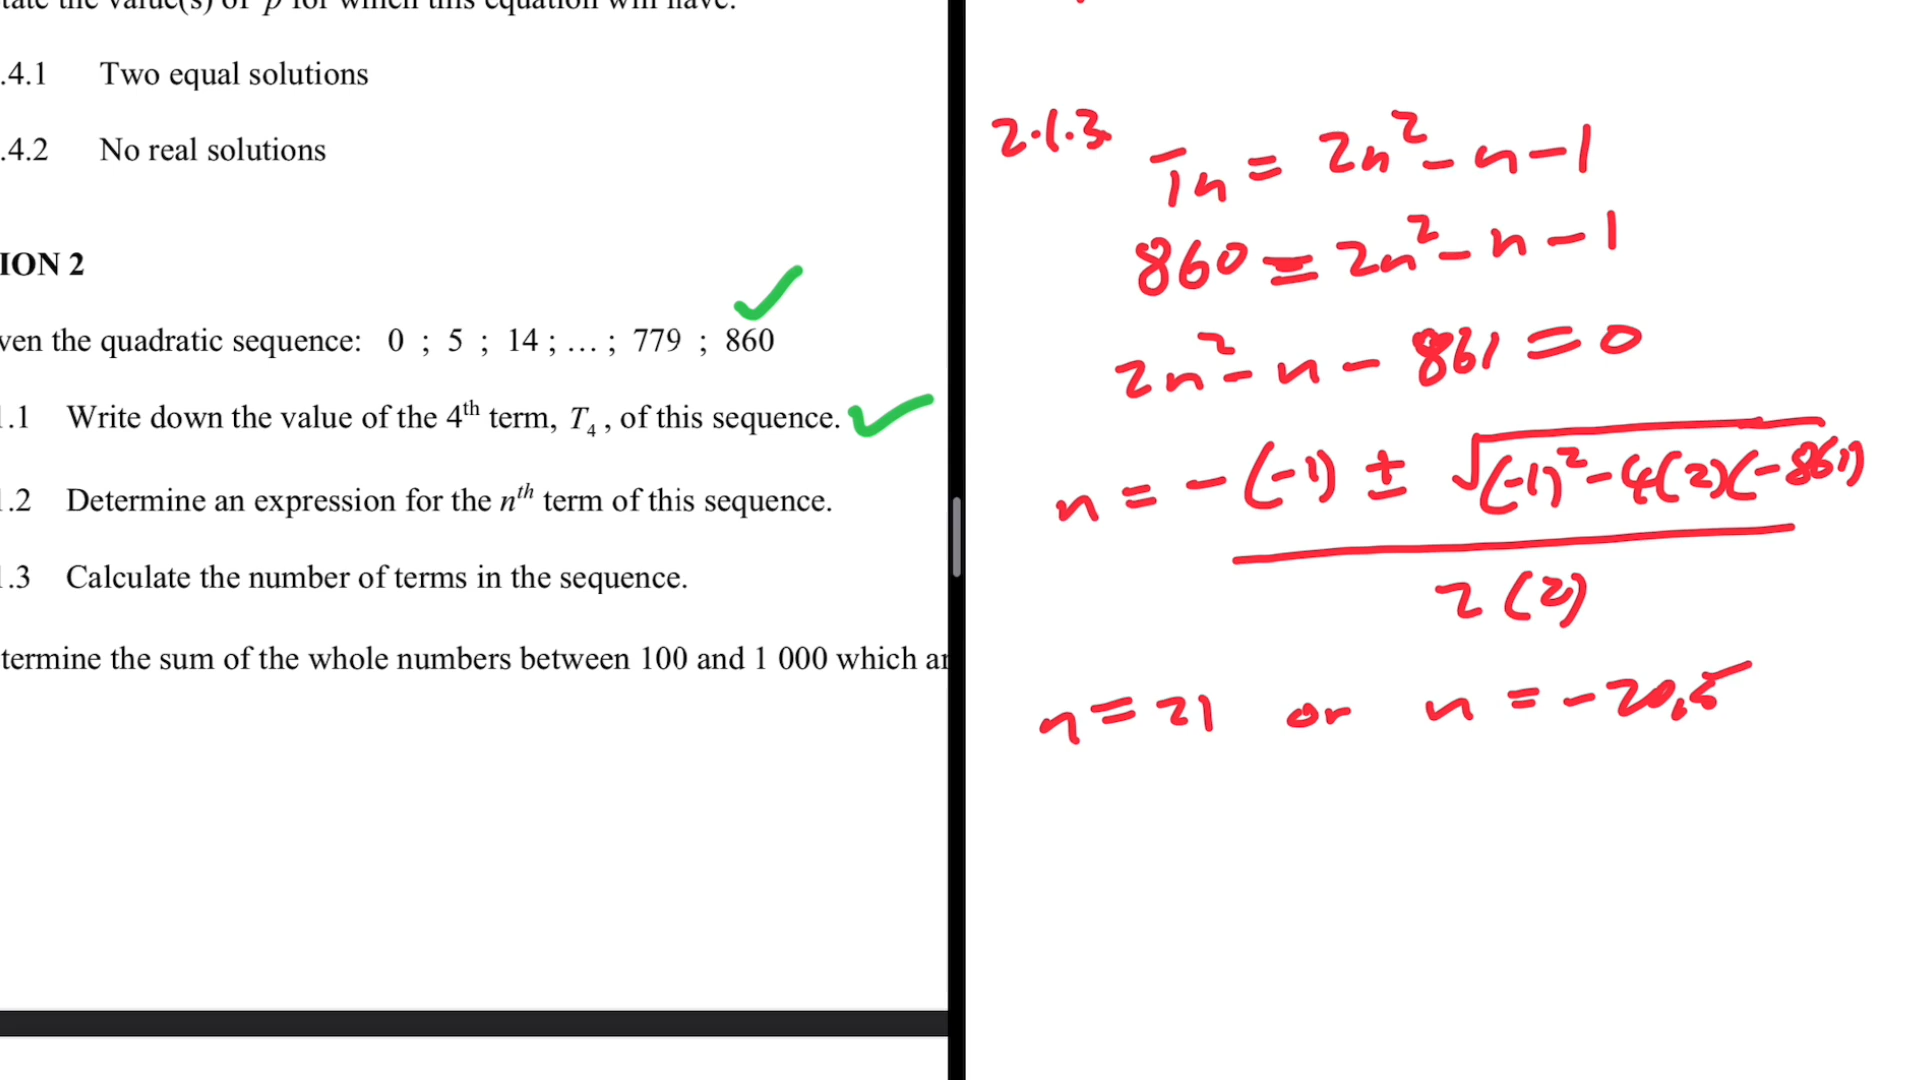 .4.1 Two equal solutions
.4.2 No real solutions
ION 2
ven the quadratic sequence: 0 ; 5 ; 14 ; … ; 779 ; 860
.1 Write down the value of the 4th term, T₄ , of this sequence.
.2 Determine an expression for the nth term of this sequence.
.3 Calculate the number of terms in the sequence.
termine the sum of the whole numbers between 100 and 1 000 which ar
2.1.3
Tn = 2n² - n - 1
860 = 2n² - n - 1
2n² - n - 861 = 0
n = -(-1) ± √(-1)² - 4(2)(-861)
2(2)
n = 21 or n = -20,5